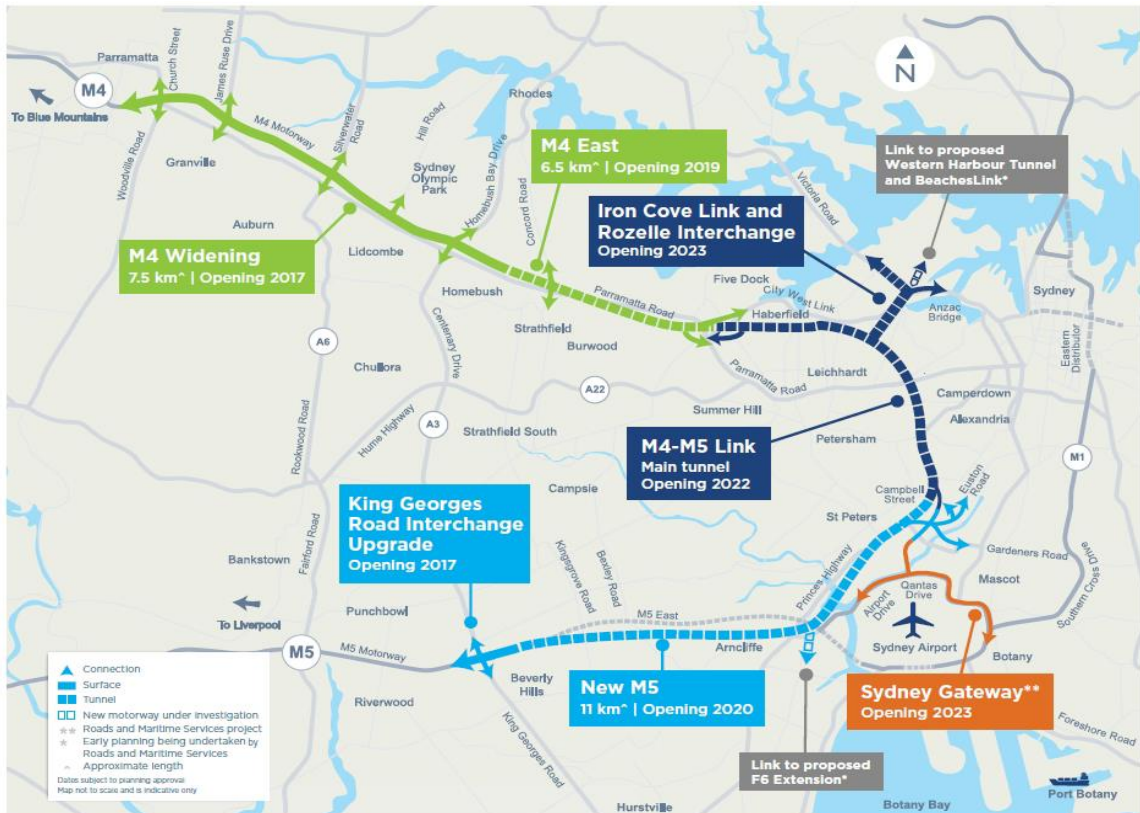 Parramatta
Church Street
James Ruse Drive
M4
To Blue Mountains
M4 Motorway
Silverwater
Road
Hill Road
Rhodes
Woodville Road
Granville
Sydney
Olympic
Park
Homebush Bay Drive
Concord Road
M4 East
6.5 km^ | Opening 2019
Victoria Road
Link to proposed
Western Harbour Tunnel
and BeachesLink*
N
Iron Cove Link and
Rozelle Interchange
Opening 2023
Auburn
M4 Widening
7.5 km^ | Opening 2017
Lidcombe
Homebush
Parramatta Road
Five Dock
City West Link
Haberfield
Anzac
Bridge
Sydney
Eastern
Distributor
Strathfield
Burwood
Centenary Drive
A6
Chullora
A22
Parramatta Road
Leichhardt
Summer Hill
Camperdown
Alexandria
Petersham
Hume Highway
A3
Strathfield South
Rookwood Road
M4-M5 Link
Main tunnel
Opening 2022
M1
Campbell
Street
Euston
Road
Campsie
St Peters
King Georges
Road Interchange
Upgrade
Opening 2017
Bankstown
Fairford Road
Kingsgrove
Road
Bexley Road
Princes Highway
Gardeners Road
Mascot
Southern Cross Drive
Qantas
Drive
Airport
Drive
Punchbowl
To Liverpool
M5 East
Sydney Airport
M5
M5 Motorway
Arncliffe
Botany
Riverwood
Beverly
Hills
New M5
11 km^ | Opening 2020
Sydney Gateway**
Opening 2023
King Georges Road
Foreshore Road
Link to proposed
F6 Extension*
Hurstville
Botany Bay
Port Botany
Connection
Surface
Tunnel
New motorway under investigation
** Roads and Maritime Services project
* Early planning being undertaken by
Roads and Maritime Services
^ Approximate length
Dates subject to planning approval
Map not to scale and is indicative only